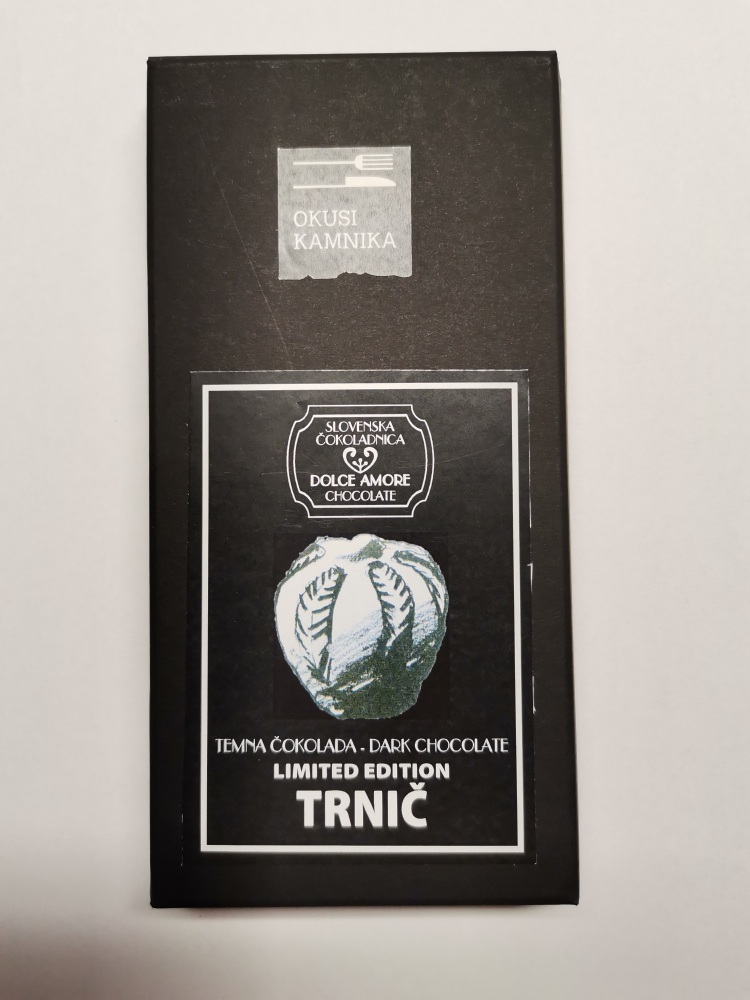 OKUSI
KAMNIKA
SLOVENSKA
ČOKOLADNICA
DOLCE AMORE
CHOCOLATE
TEMNA ČOKOLADA - DARK CHOCOLATE
LIMITED EDITION
TRNIČ